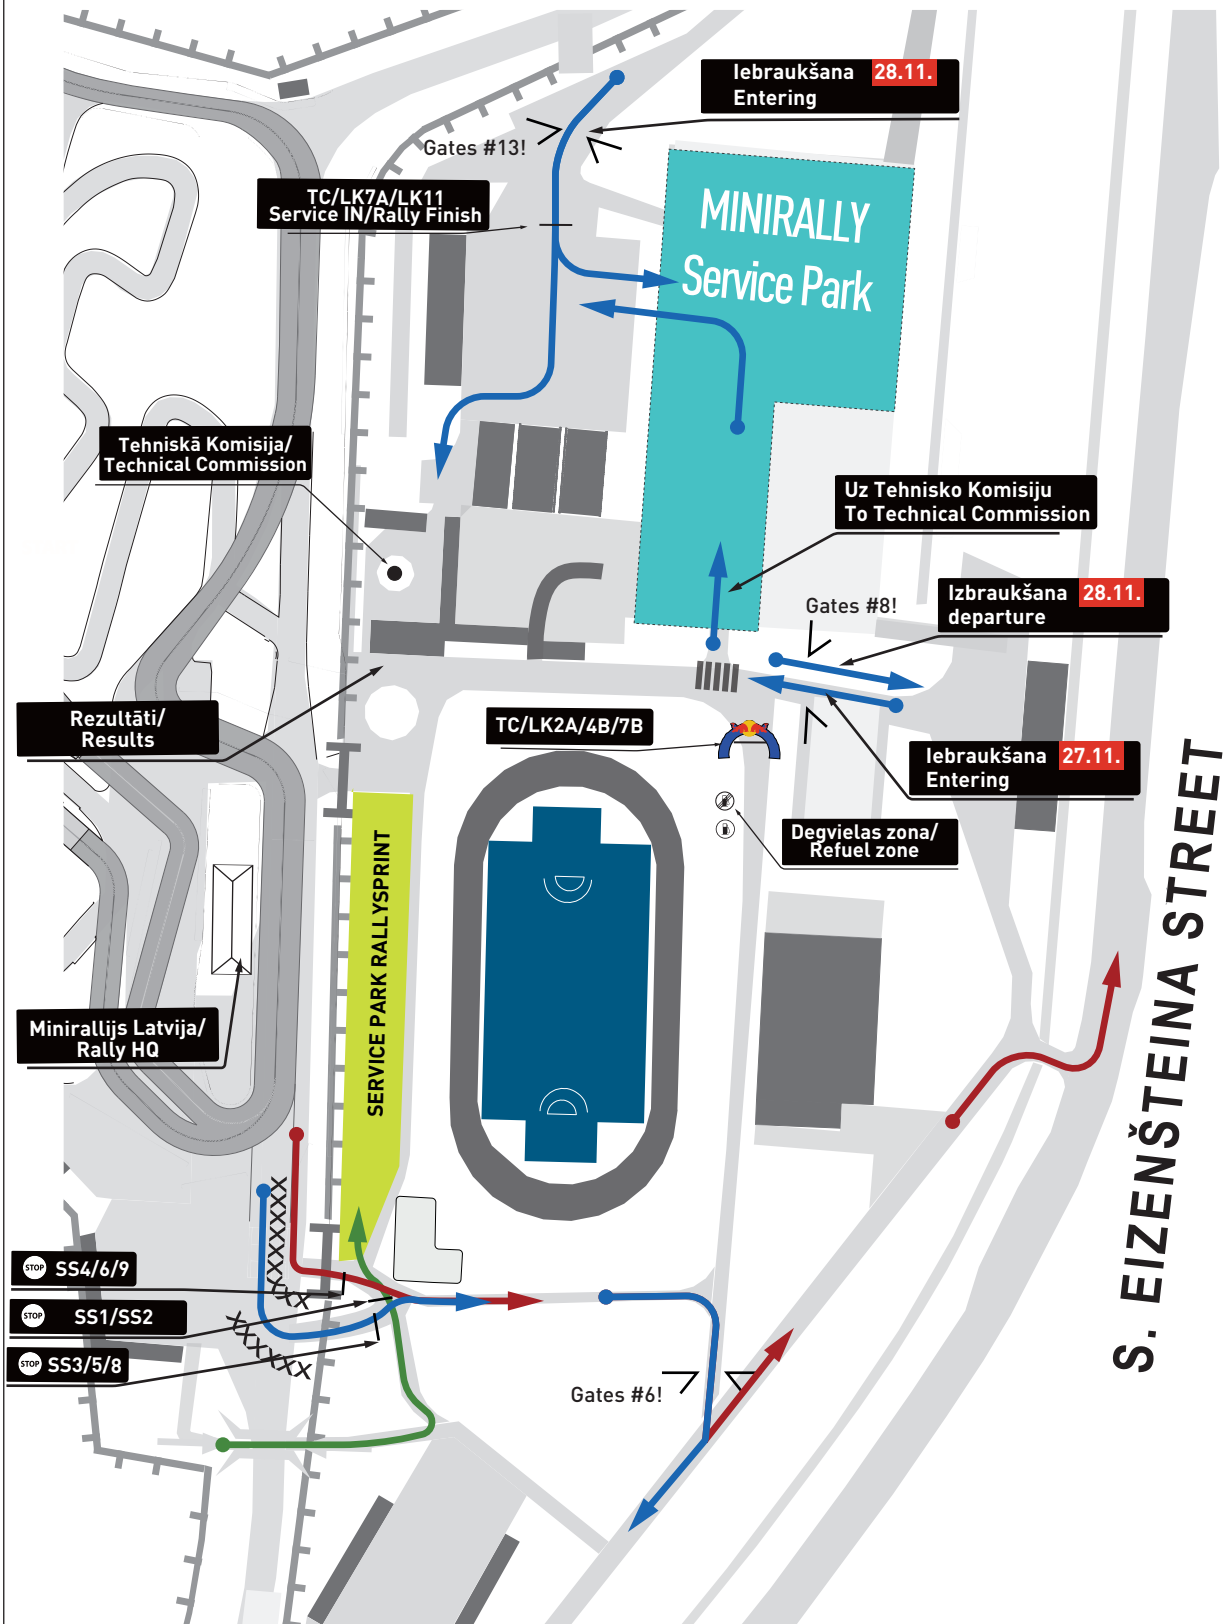 Iebraukšana 28.11.
Entering
Gates #13!
TC/LK7A/LK11
Service IN/Rally Finish
MINIRALLY
Service Park
Tehniskā Komisija/
Technical Commission
Uz Tehnisko Komisiju
To Technical Commission
Gates #8!
Izbraukšana 28.11.
departure
Rezultāti/
Results
TC/LK2A/4B/7B
Iebraukšana 27.11.
Entering
Degvielas zona/
Refuel zone
SERVICE PARK RALLYSPRINT
Minirallijs Latvija/
Rally HQ
S. EIZENŠTEINA STREET
STOP SS4/6/9
STOP SS1/SS2
STOP SS3/5/8
Gates #6!